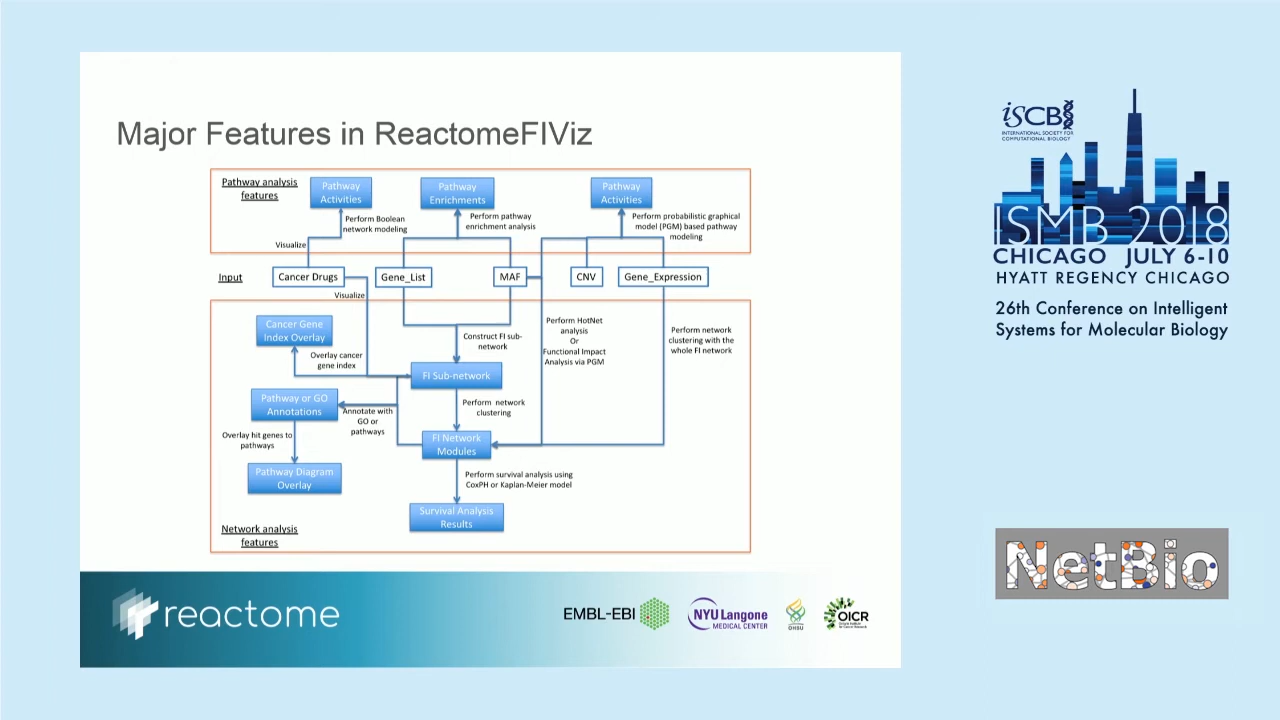 Major Features in ReactomeFIViz
Pathway analysis
features
Pathway
Activities
Perform Boolean
network modeling
Visualize
Pathway
Enrichments
Perform pathway
enrichment analysis
Pathway
Activities
Perform probabilistic graphical
model (PGM) based pathway
modeling
Input
Cancer Drugs
Gene_List
MAF
CNV
Gene_Expression
Visualize
Cancer Gene
Index Overlay
Overlay cancer
gene index
Construct FI sub-
network
Perform HotNet
analysis
Or
Functional Impact
Analysis via PGM
Perform network
clustering with the
whole FI network
FI Sub-network
Pathway or GO
Annotations
Annotate with
GO or
pathways
Perform network
clustering
Overlay hit genes to
pathways
FI Network
Modules
Pathway Diagram
Overlay
Perform survival analysis using
CoxPH or Kaplan-Meier model
Survival Analysis
Results
Network analysis
features
reactome
EMBL-EBI
NYU Langone
MEDICAL CENTER
OHSU
OICR
Ontario Institute
for Cancer Research
iSCB
INTERNATIONAL SOCIETY FOR
COMPUTATIONAL BIOLOGY
ISMB 2018
CHICAGO JULY 6-10
HYATT REGENCY CHICAGO
26th Conference on Intelligent
Systems for Molecular Biology
NetBio